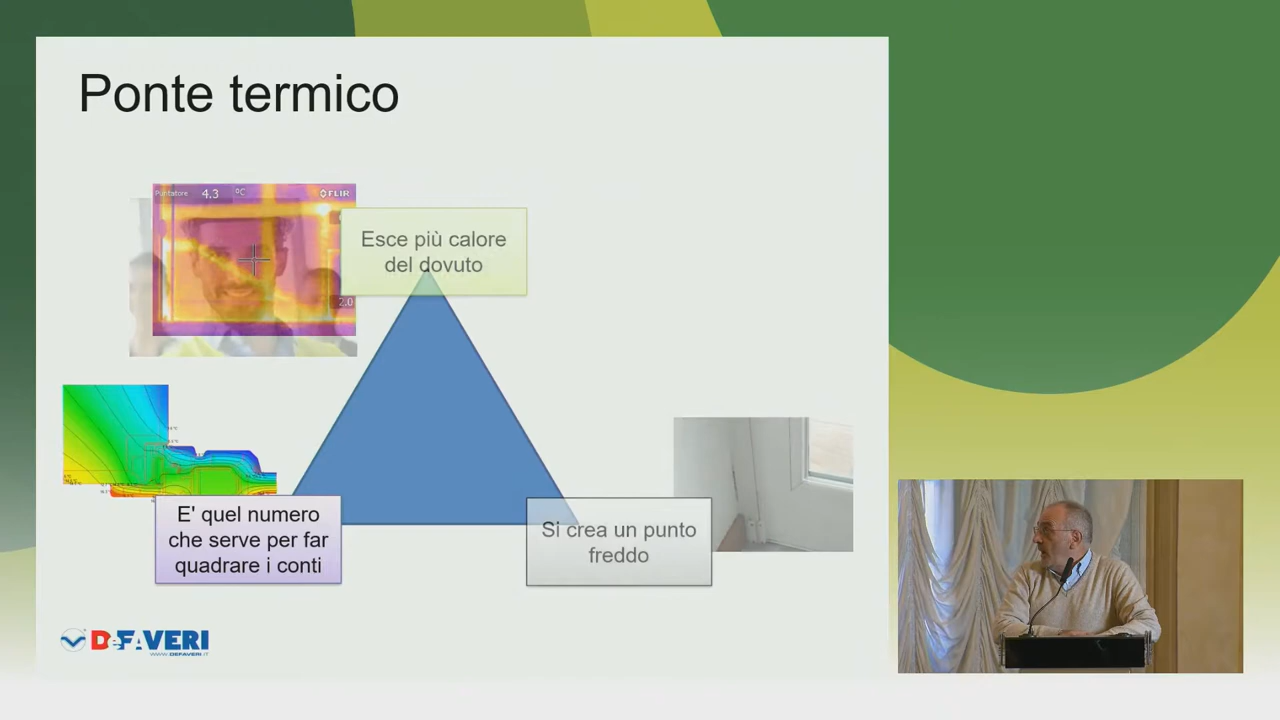 Ponte termico
Puntatore 4.3 °C FLIR
Esce più calore
del dovuto
2.0
E' quel numero
che serve per far
quadrare i conti
Si crea un punto
freddo
DeFAVERI
WWW.DEFAVERI.IT